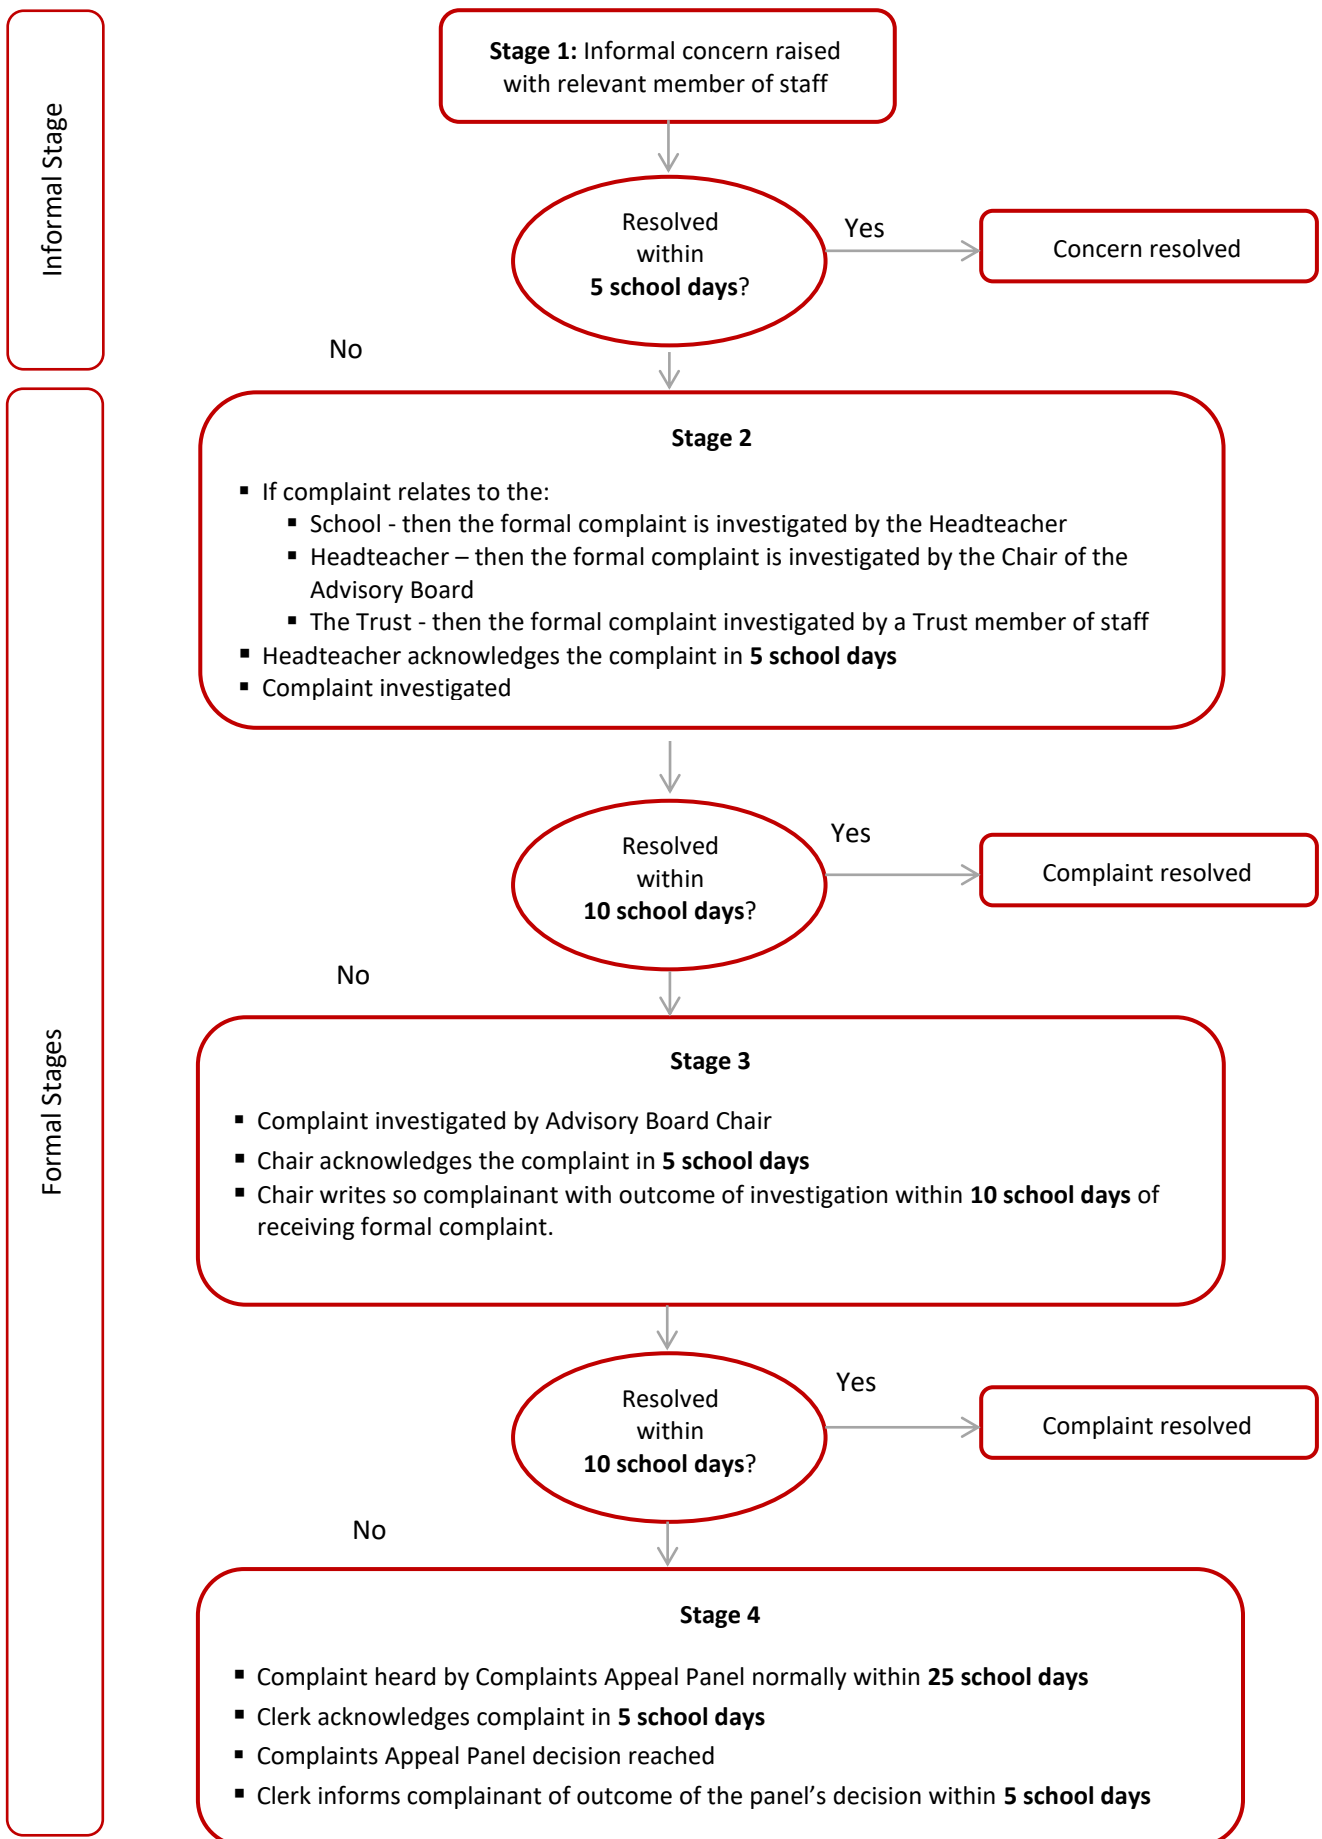 Informal Stage
Stage 1: Informal concern raised
with relevant member of staff
Resolved
within
5 school days?
Yes
Concern resolved
No
Formal Stages
Stage 2
▪ If complaint relates to the:
▪ School - then the formal complaint is investigated by the Headteacher
▪ Headteacher – then the formal complaint is investigated by the Chair of the
Advisory Board
▪ The Trust - then the formal complaint investigated by a Trust member of staff
▪ Headteacher acknowledges the complaint in 5 school days
▪ Complaint investigated
Resolved
within
10 school days?
Yes
Complaint resolved
No
Stage 3
▪ Complaint investigated by Advisory Board Chair
▪ Chair acknowledges the complaint in 5 school days
▪ Chair writes so complainant with outcome of investigation within 10 school days of
receiving formal complaint.
Resolved
within
10 school days?
Yes
Complaint resolved
No
Stage 4
▪ Complaint heard by Complaints Appeal Panel normally within 25 school days
▪ Clerk acknowledges complaint in 5 school days
▪ Complaints Appeal Panel decision reached
▪ Clerk informs complainant of outcome of the panel’s decision within 5 school days